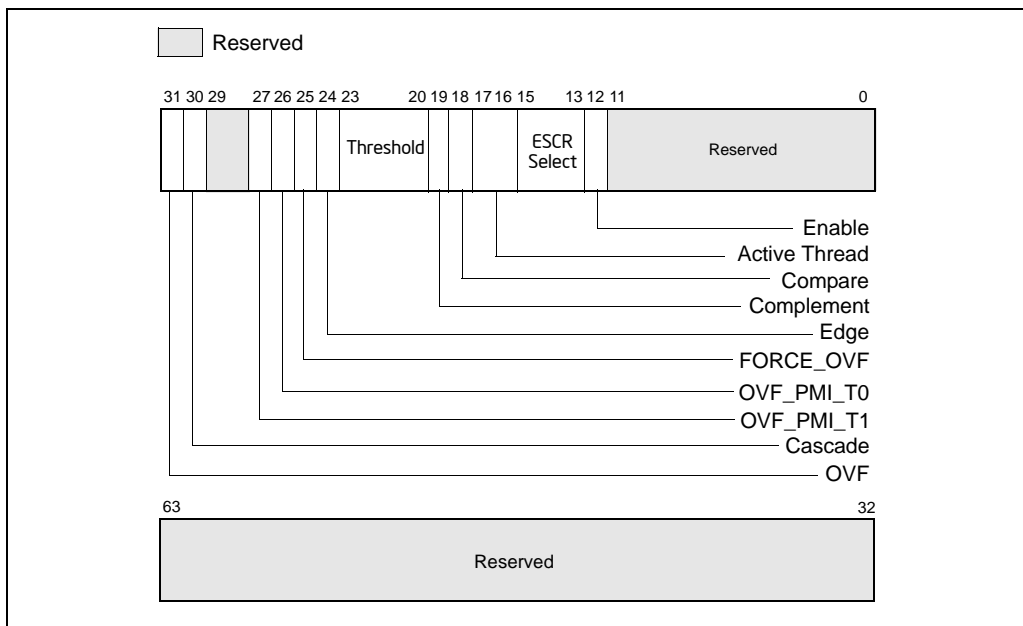 Reserved
31 30 29 27 26 25 24 23 20 19 18 17 16 15 13 12 11 0
Threshold
ESCR
Select
Reserved
Enable
Active Thread
Compare
Complement
Edge
FORCE_OVF
OVF_PMI_T0
OVF_PMI_T1
Cascade
OVF
63 32
Reserved